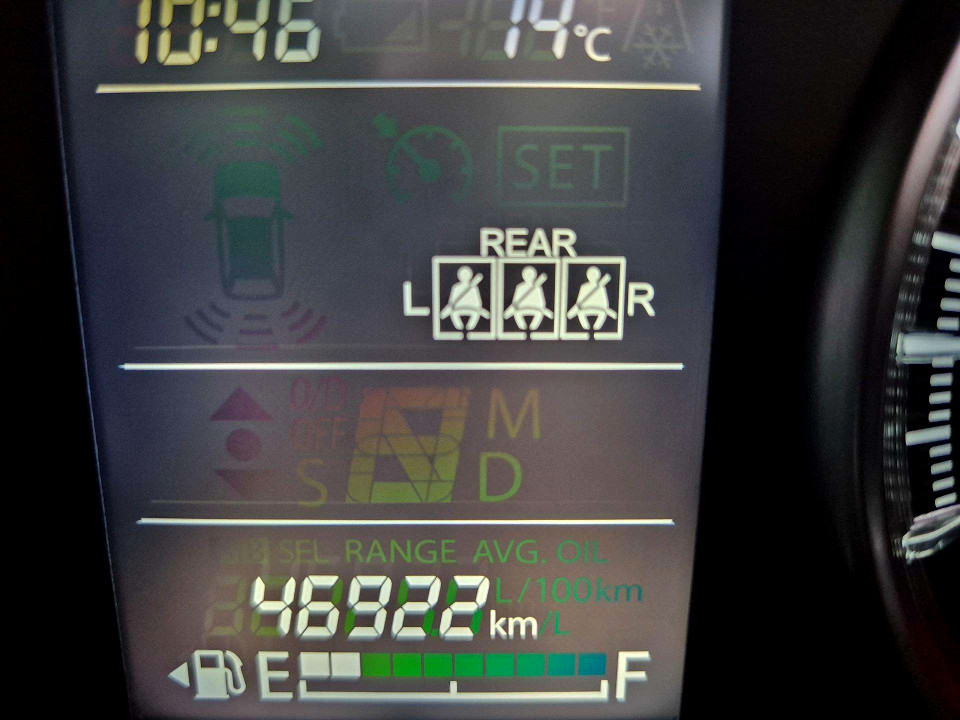 10:46 14°C
SET
REAR
L R
O/D M
OFF
S D
SEL RANGE AVG. OIL
L/100km
46922 km/L
E F